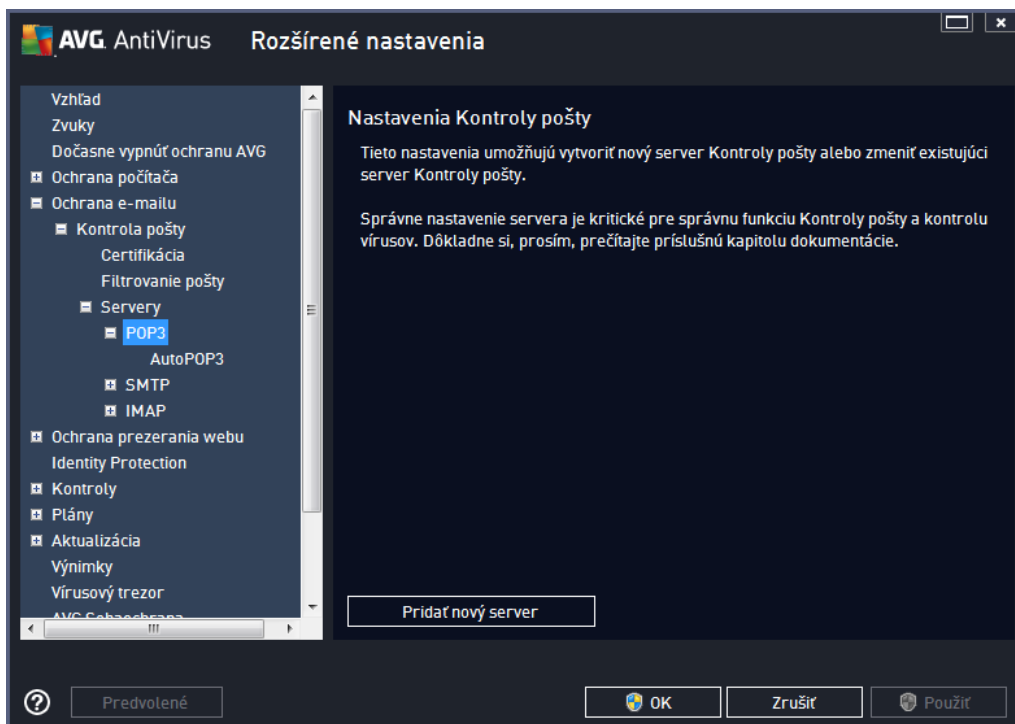 AVG AntiVirus Rozšírené nastavenia
Vzhľad
Zvuky
Dočasne vypnúť ochranu AVG
Ochrana počítača
Ochrana e-mailu
Kontrola pošty
Certifikácia
Filtrovanie pošty
Servery
POP3
AutoPOP3
SMTP
IMAP
Ochrana prezerania webu
Identity Protection
Kontroly
Plány
Aktualizácia
Výnimky
Vírusový trezor
AVG Sebaochrana
Nastavenia Kontroly pošty
Tieto nastavenia umožňujú vytvoriť nový server Kontroly pošty alebo zmeniť existujúci
server Kontroly pošty.
Správne nastavenie servera je kritické pre správnu funkciu Kontroly pošty a kontrolu
vírusov. Dôkladne si, prosím, prečítajte príslušnú kapitolu dokumentácie.
Pridať nový server
Predvolené
OK
Zrušiť
Použiť